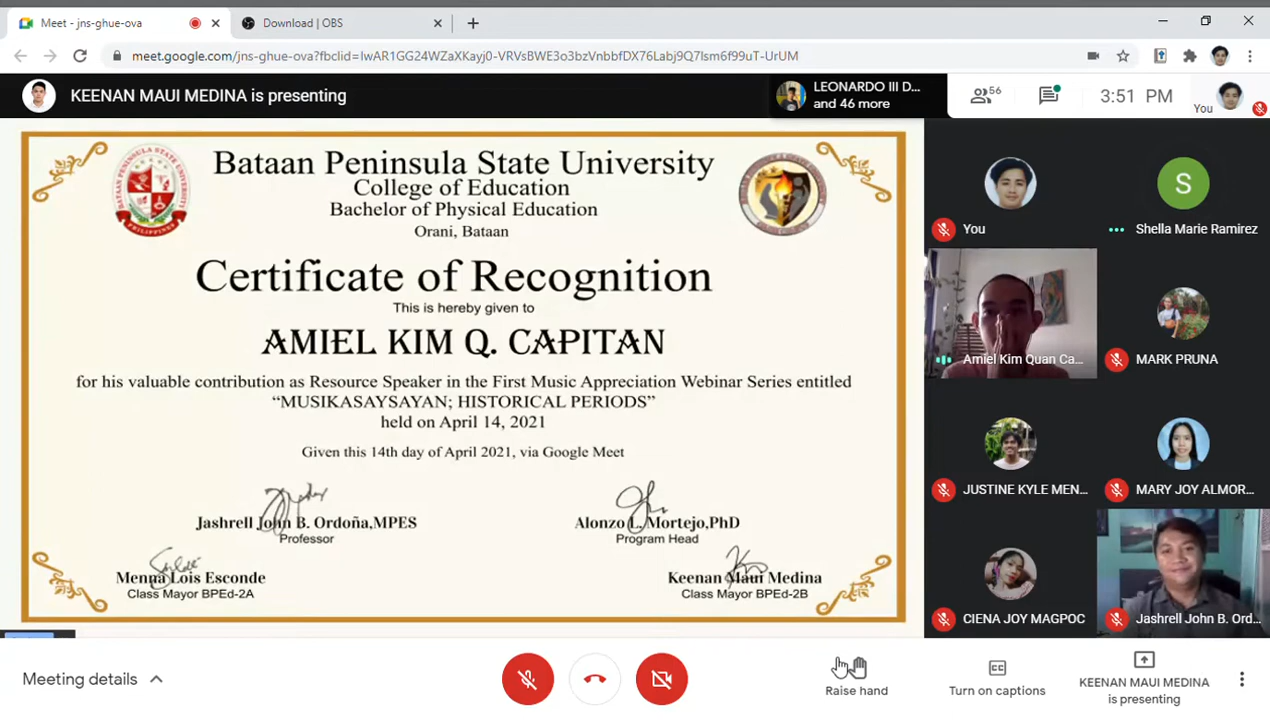 Meet - jns-ghue-ova
Download | OBS
meet.google.com/jns-ghue-ova?fbclid=IwAR1GG24WZaXKayj0-VRVsBWE3o3bzVnbbfDX76Labj9Q7lsm6f99uT-UrUM
KEENAN MAUI MEDINA is presenting
LEONARDO III D...
and 46 more
56
3:51 PM
You
Bataan Peninsula State University
College of Education
Bachelor of Physical Education
Orani, Bataan
BATAAN PENINSULA STATE UNIVERSITY
PHILIPPINES
Certificate of Recognition
This is hereby given to
AMIEL KIM Q. CAPITAN
for his valuable contribution as Resource Speaker in the First Music Appreciation Webinar Series entitled
“MUSIKASAYSAYAN; HISTORICAL PERIODS”
held on April 14, 2021
Given this 14th day of April 2021, via Google Meet
Jashrell John B. Ordoña,MPES
Professor
Alonzo L. Mortejo,PhD
Program Head
Menna Lois Esconde
Class Mayor BPEd-2A
Keenan Maui Medina
Class Mayor BPEd-2B
You
S
Shella Marie Ramirez
Amiel Kim Quan Ca...
MARK PRUNA
JUSTINE KYLE MEN...
MARY JOY ALMOR...
CIENA JOY MAGPOC
Jashrell John B. Ord...
Meeting details
Raise hand
CC
Turn on captions
KEENAN MAUI MEDINA
is presenting